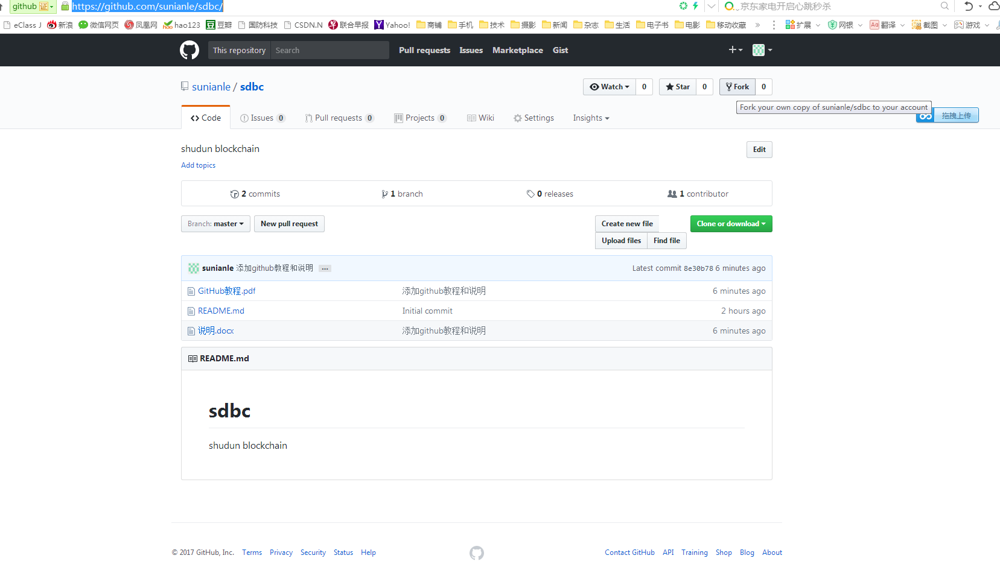 github 证 https://github.com/sunianle/sdbc/ 京东家电开启心跳秒杀
eClass J 新浪 微信网页 凤凰网 hao123 豆瓣 国防科技 CSDN.N 联合早报 Yahoo! 商铺 手机 技术 摄影 新闻 杂志 生活 电子书 电影 移动收藏 » 扩展 网银 翻译 截图 游戏
This repository Search Pull requests Issues Marketplace Gist
sunianle / sdbc Watch 0 Star 0 Fork 0
Fork your own copy of sunianle/sdbc to your account
拖拽上传
Code Issues 0 Pull requests 0 Projects 0 Wiki Settings Insights
shudun blockchain Edit
Add topics
2 commits 1 branch 0 releases 1 contributor
Branch: master New pull request Create new file Clone or download
Upload files Find file
sunianle 添加github教程和说明 ... Latest commit 8e30b78 6 minutes ago
GitHub教程.pdf 添加github教程和说明 6 minutes ago
README.md Initial commit 2 hours ago
说明.docx 添加github教程和说明 6 minutes ago
README.md
sdbc
shudun blockchain
© 2017 GitHub, Inc. Terms Privacy Security Status Help Contact GitHub API Training Shop Blog About